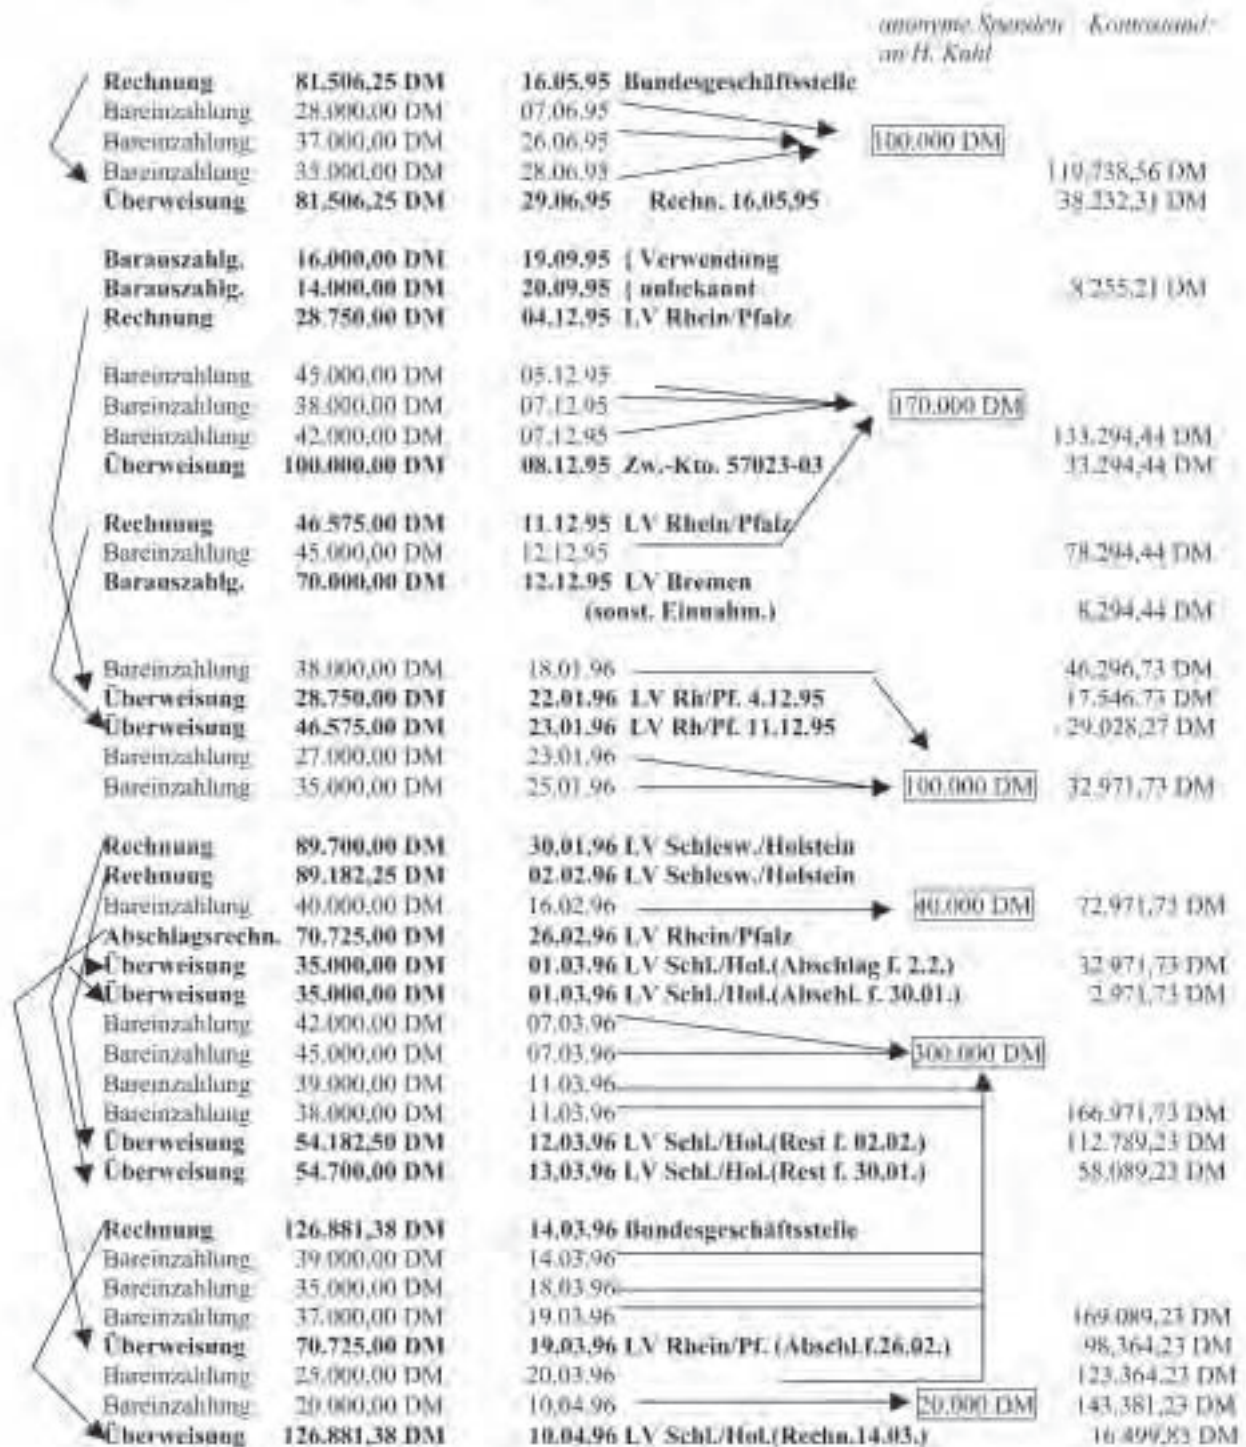 anonyme Spenden Kontostand
an H. Kohl
Rechnung 81.506,25 DM 16.05.95 Bundesgeschäftsstelle
Bareinzahlung 28.000,00 DM 07.06.95
Bareinzahlung 37.000,00 DM 26.06.95 100.000 DM
Bareinzahlung 35.000,00 DM 28.06.95 119.738,56 DM
Überweisung 81.506,25 DM 29.06.95 Rechn. 16.05.95 38.232,31 DM
Barauszahlg. 16.000,00 DM 19.09.95 { Verwendung
Barauszahlg. 14.000,00 DM 20.09.95 { unbekannt 8.255,21 DM
Rechnung 28.750,00 DM 04.12.95 LV Rhein/Pfalz
Bareinzahlung 45.000,00 DM 05.12.95
Bareinzahlung 38.000,00 DM 07.12.95 170.000 DM
Bareinzahlung 42.000,00 DM 07.12.95 133.294,44 DM
Überweisung 100.000,00 DM 08.12.95 Zw.-Kto. 57023-03 33.294,44 DM
Rechnung 46.575,00 DM 11.12.95 LV Rhein/Pfalz
Bareinzahlung 45.000,00 DM 12.12.95 78.294,44 DM
Barauszahlg. 70.000,00 DM 12.12.95 LV Bremen
(sonst. Einnahm.) 8.294,44 DM
Bareinzahlung 38.000,00 DM 18.01.96 46.296,73 DM
Überweisung 28.750,00 DM 22.01.96 LV Rh/Pf. 4.12.95 17.546,73 DM
Überweisung 46.575,00 DM 23.01.96 LV Rh/Pf. 11.12.95 - 29.028,27 DM
Bareinzahlung 27.000,00 DM 23.01.96
Bareinzahlung 35.000,00 DM 25.01.96 100.000 DM 32.971,73 DM
Rechnung 89.700,00 DM 30.01.96 LV Schlesw./Holstein
Rechnung 89.182,25 DM 02.02.96 LV Schlesw./Holstein
Bareinzahlung 40.000,00 DM 16.02.96 40.000 DM 72.971,73 DM
Abschlagsrechn. 70.725,00 DM 26.02.96 LV Rhein/Pfalz
Überweisung 35.000,00 DM 01.03.96 LV Schl./Hol.(Abschlag f. 2.2.) 32.971,73 DM
Überweisung 35.000,00 DM 01.03.96 LV Schl./Hol.(Abschl. f. 30.01.) 2.971,73 DM
Bareinzahlung 42.000,00 DM 07.03.96
Bareinzahlung 45.000,00 DM 07.03.96 300.000 DM
Bareinzahlung 39.000,00 DM 11.03.96
Bareinzahlung 38.000,00 DM 11.03.96 166.971,73 DM
Überweisung 54.182,50 DM 12.03.96 LV Schl./Hol.(Rest f. 02.02.) 112.789,23 DM
Überweisung 54.700,00 DM 13.03.96 LV Schl./Hol.(Rest f. 30.01.) 58.089,23 DM
Rechnung 126.881,38 DM 14.03.96 Bundesgeschäftsstelle
Bareinzahlung 39.000,00 DM 14.03.96
Bareinzahlung 35.000,00 DM 18.03.96
Bareinzahlung 37.000,00 DM 19.03.96 169.089,23 DM
Überweisung 70.725,00 DM 19.03.96 LV Rhein/Pf. (Abschl.f.26.02.) 98.364,23 DM
Bareinzahlung 25.000,00 DM 20.03.96 123.364,23 DM
Bareinzahlung 20.000,00 DM 10.04.96 20.000 DM 143.381,23 DM
Überweisung 126.881,38 DM 10.04.96 LV Schl./Hol.(Rechn.14.03.) 16.499,85 DM